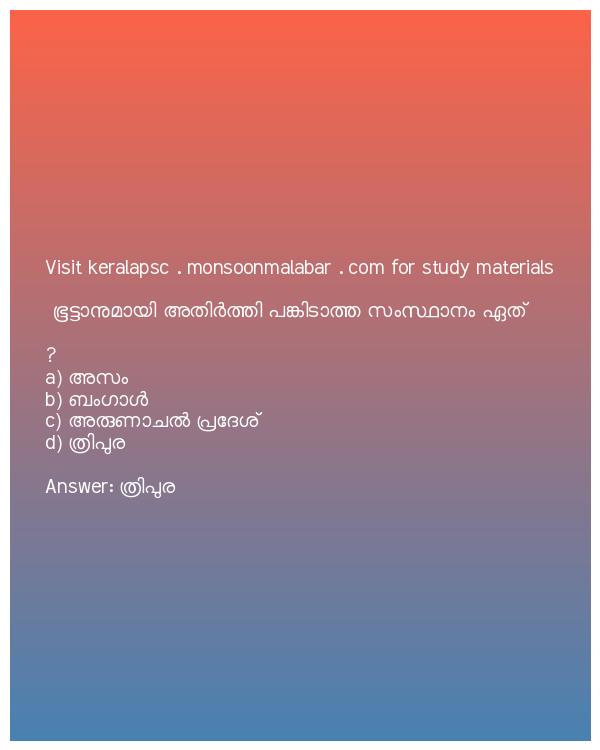 Visit keralapsc . monsoonmalabar . com for study materials
ഭൂട്ടാനുമായി അതിർത്തി പങ്കിടാത്ത സംസ്ഥാനം ഏത്
?
a) അസം
b) ബംഗാൾ
c) അരുണാചൽ പ്രദേശ്
d) ത്രിപുര
Answer: ത്രിപുര